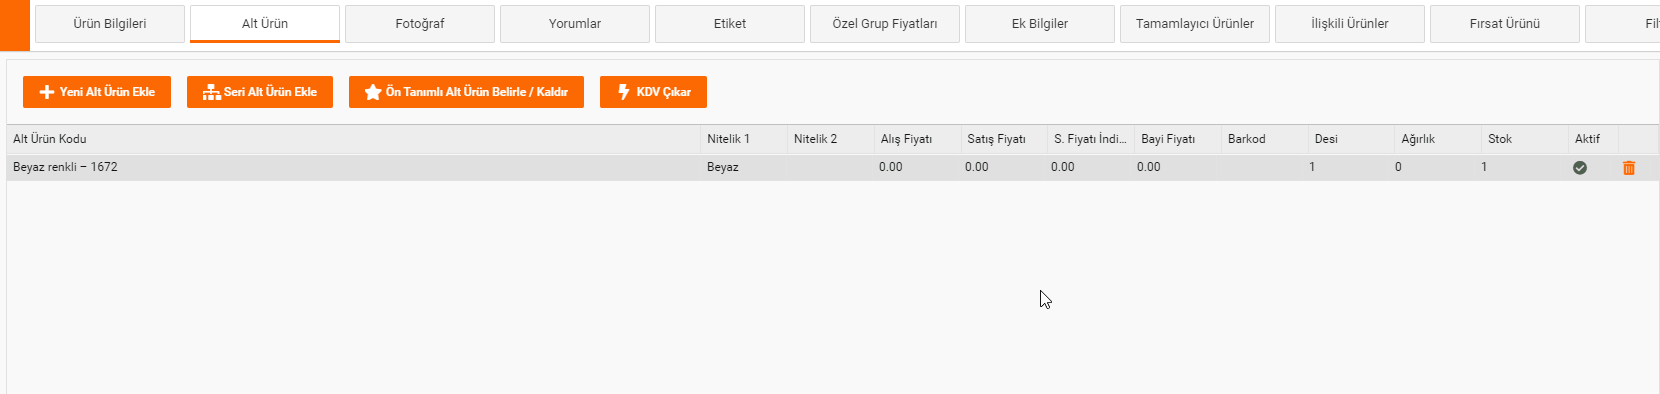 Ürün Bilgileri Alt Ürün Fotoğraf Yorumlar Etiket Özel Grup Fiyatları Ek Bilgiler Tamamlayıcı Ürünler İlişkili Ürünler Fırsat Ürünü
Yeni Alt Ürün Ekle Seri Alt Ürün Ekle Ön Tanımlı Alt Ürün Belirle / Kaldır KDV Çıkar
Alt Ürün Kodu Nitelik 1 Nitelik 2 Alış Fiyatı Satış Fiyatı S. Fiyatı İndi... Bayi Fiyatı Barkod Desi Ağırlık Stok Aktif
Beyaz renkli – 1672 Beyaz 0.00 0.00 0.00 0.00 1 0 1